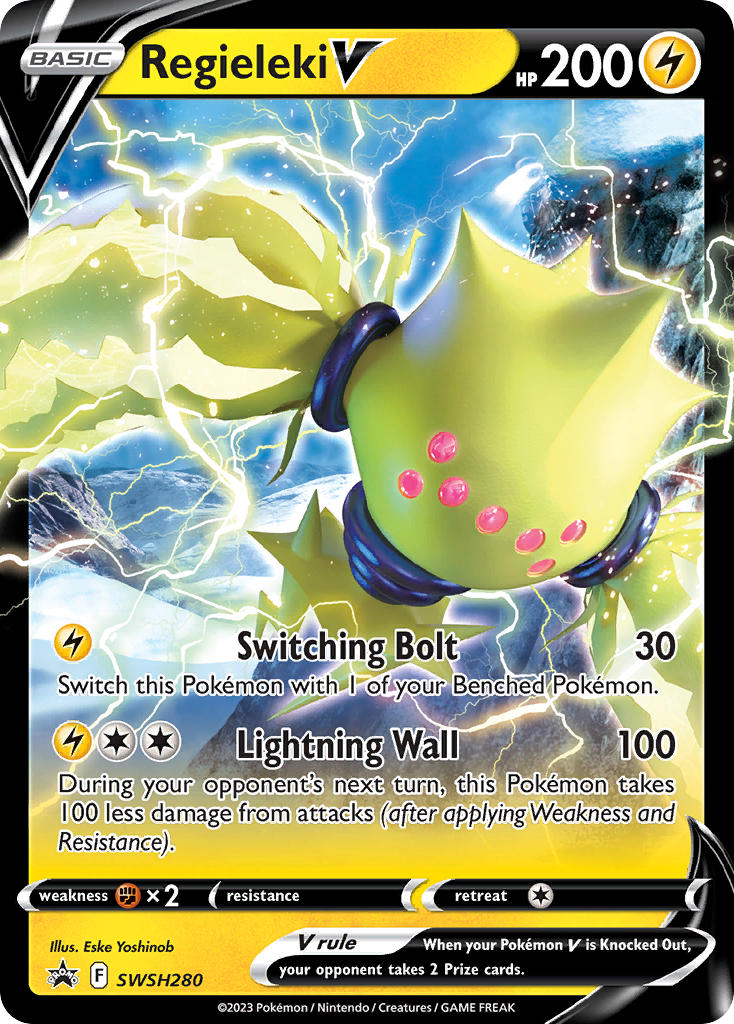 BASIC
Regieleki V
HP 200
Switching Bolt 30
Switch this Pokémon with 1 of your Benched Pokémon.
Lightning Wall 100
During your opponent's next turn, this Pokémon takes
100 less damage from attacks (after applying Weakness and
Resistance).
weakness ×2 resistance retreat
Illus. Eske Yoshinob
V rule When your Pokémon V is Knocked Out,
your opponent takes 2 Prize cards.
PROMO F SWSH280
©2023 Pokémon / Nintendo / Creatures / GAME FREAK